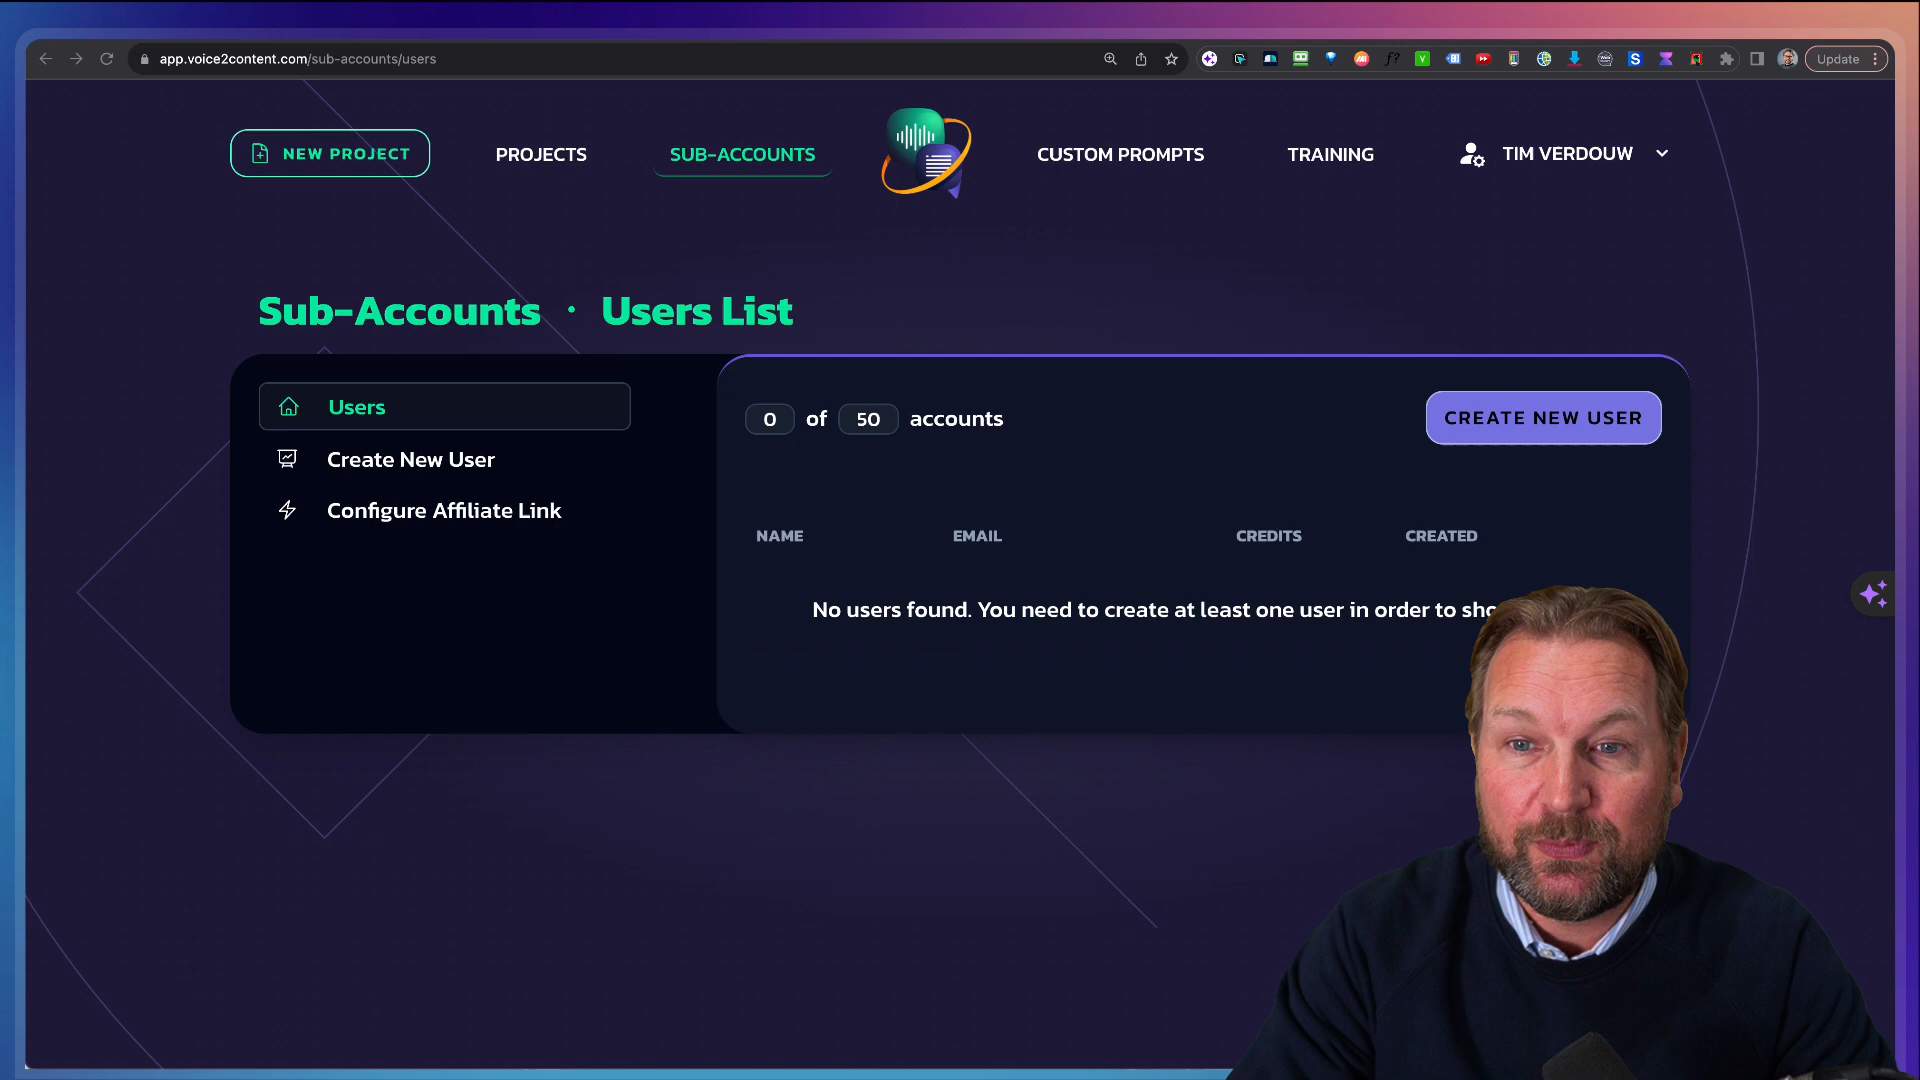 app.voice2content.com/sub-accounts/users
Update
NEW PROJECT
PROJECTS
SUB-ACCOUNTS
CUSTOM PROMPTS
TRAINING
TIM VERDOUW
Sub-Accounts · Users List
Users
Create New User
Configure Affiliate Link
0 of 50 accounts
CREATE NEW USER
NAME EMAIL CREDITS CREATED
No users found. You need to create at least one user in order to